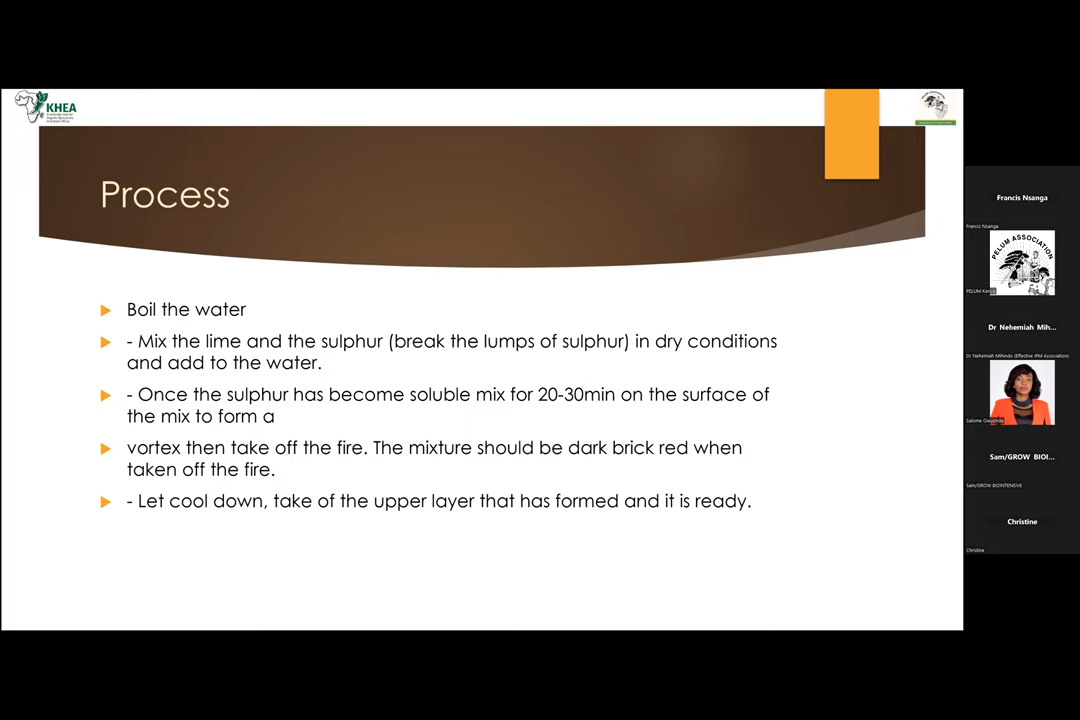 KHEA
Process
Boil the water
- Mix the lime and the sulphur (break the lumps of sulphur) in dry conditions
and add to the water.
- Once the sulphur has become soluble mix for 20-30min on the surface of
the mix to form a
vortex then take off the fire. The mixture should be dark brick red when
taken off the fire.
- Let cool down, take of the upper layer that has formed and it is ready.
Francis Nsanga
Francis Nsanga
PELUM ASSOCIATION
PELUM Kenya
Dr Nehemiah Mih...
Dr Nehemiah Mihindo (Effective IPM Association)
Sam/GROW BIOI...
Sam/GROW BIOINTENSIVE
Christine
Christine